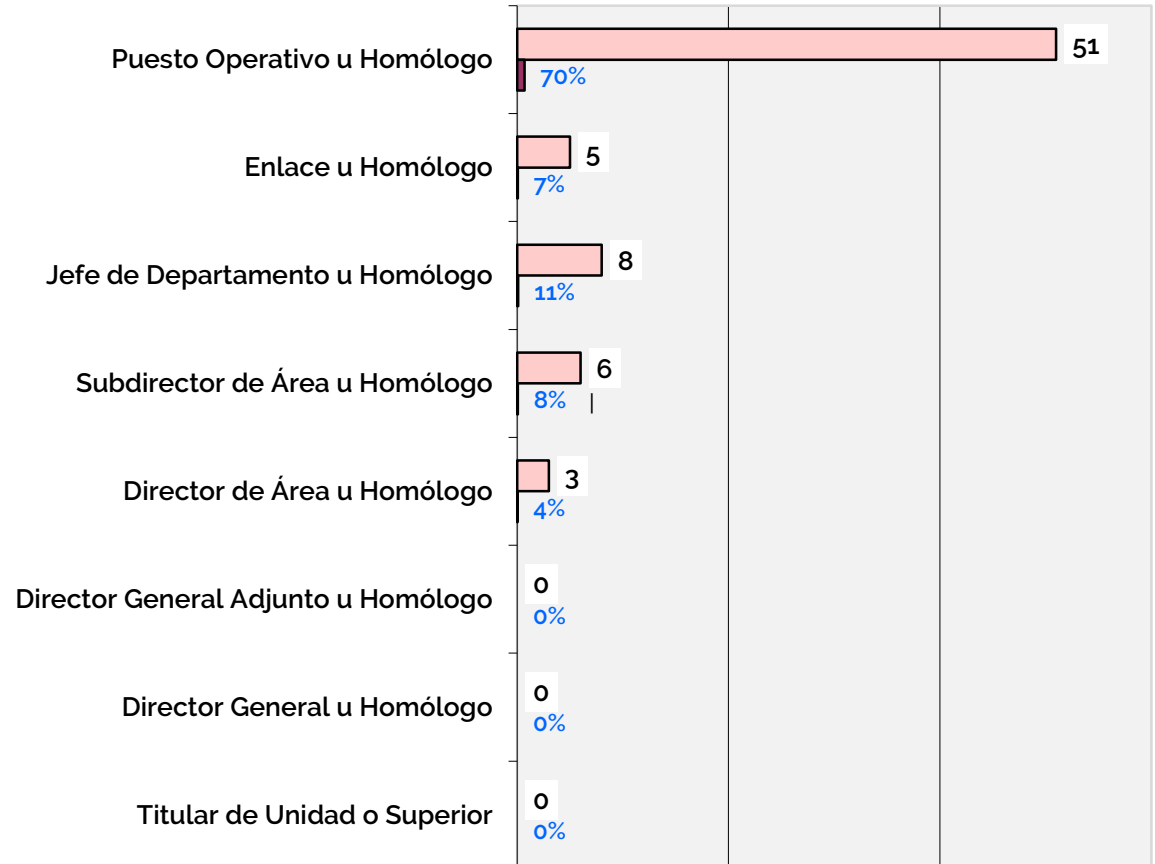 Puesto Operativo u Homólogo 51
70%
Enlace u Homólogo 5
7%
Jefe de Departamento u Homólogo 8
11%
Subdirector de Área u Homólogo 6
8%
Director de Área u Homólogo 3
4%
Director General Adjunto u Homólogo 0
0%
Director General u Homólogo 0
0%
Titular de Unidad o Superior 0
0%